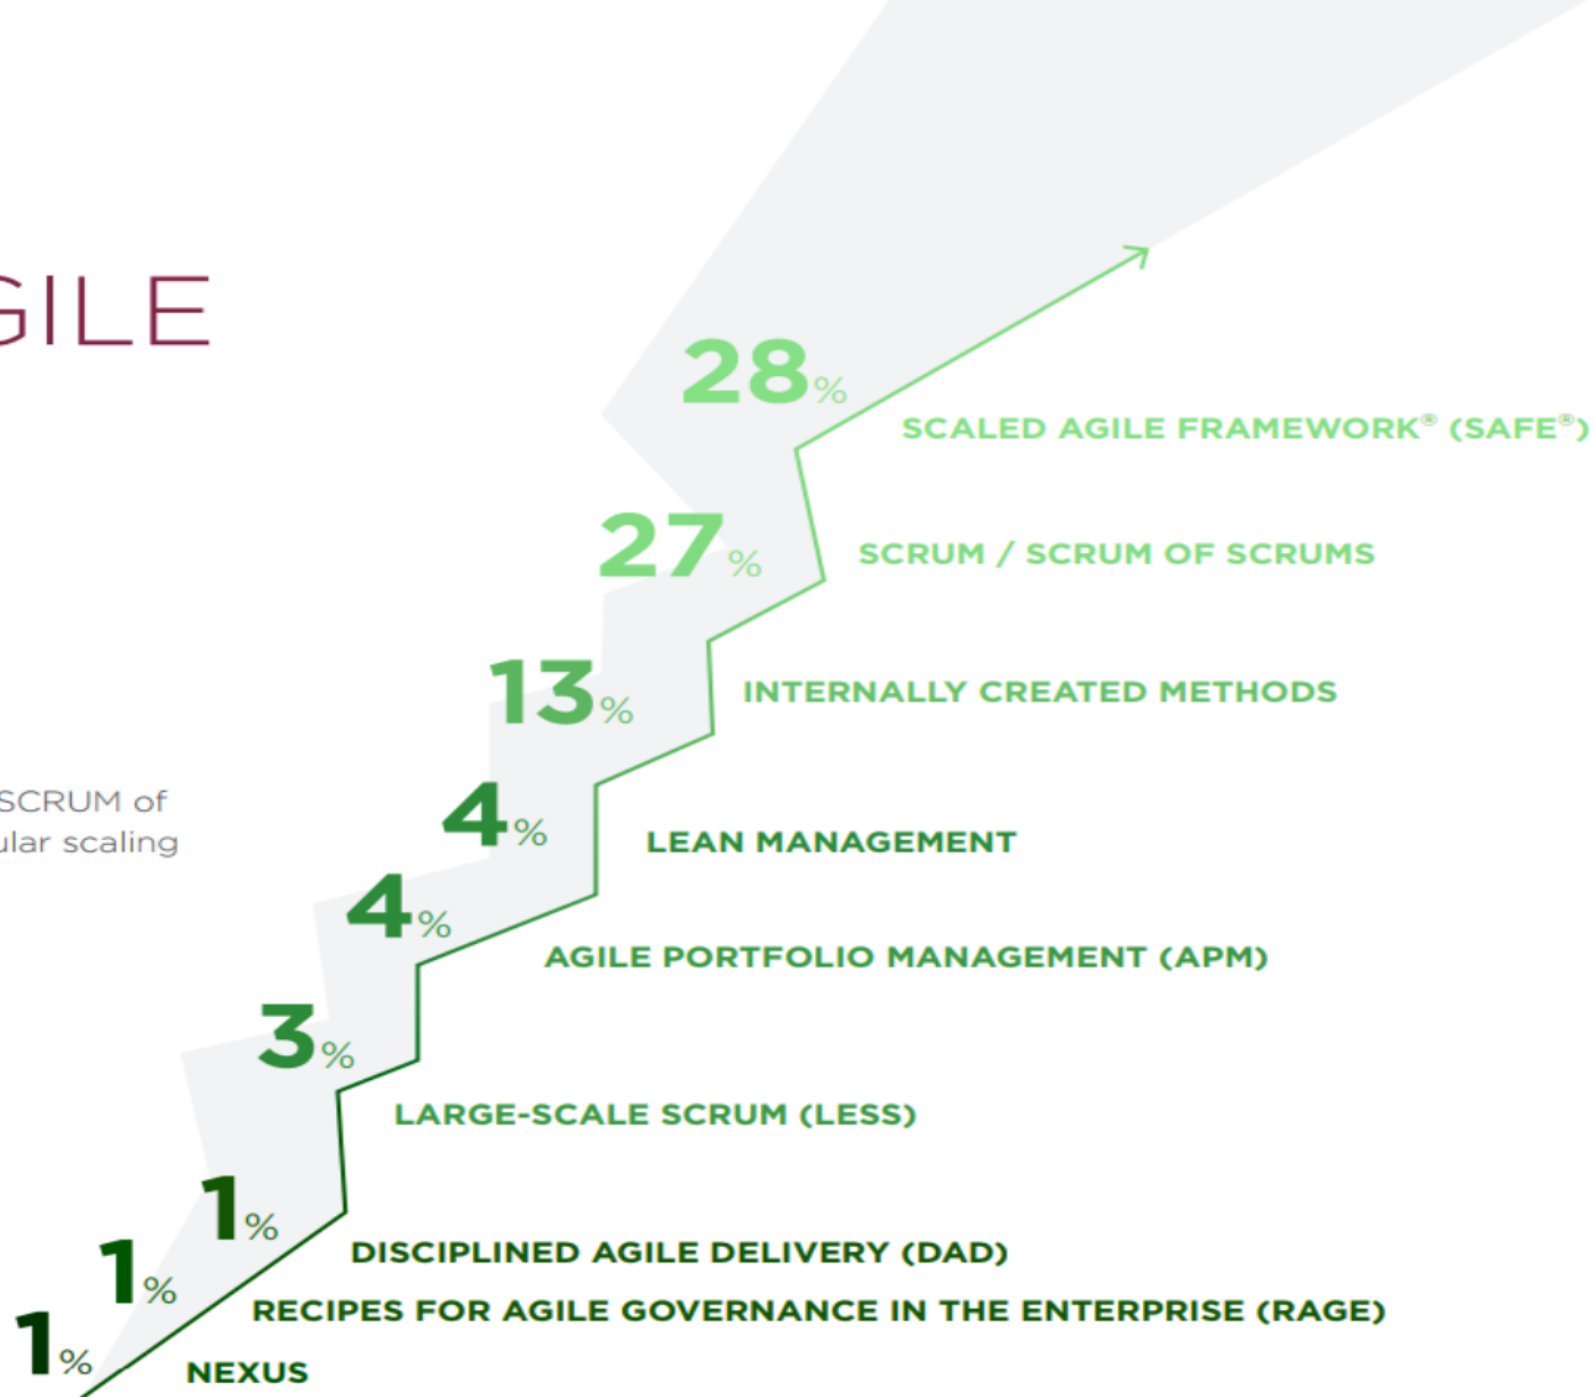 GILE
28%
SCALED AGILE FRAMEWORK® (SAFE®)
27%
SCRUM / SCRUM OF SCRUMS
13%
INTERNALLY CREATED METHODS
SCRUM of
ular scaling
4%
LEAN MANAGEMENT
4%
AGILE PORTFOLIO MANAGEMENT (APM)
3%
LARGE-SCALE SCRUM (LESS)
1%
DISCIPLINED AGILE DELIVERY (DAD)
1%
RECIPES FOR AGILE GOVERNANCE IN THE ENTERPRISE (RAGE)
1%
NEXUS